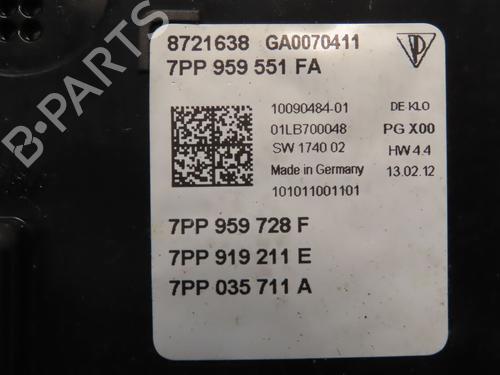 8721638 GA0070411
7PP 959 551 FA
10090484-01 DE KLO
01LB700048 PG X00
SW 1740 02 HW 4.4
Made in Germany 13.02.12
101011001101
7PP 959 728 F
7PP 919 211 E
7PP 035 711 A
B-PARTS